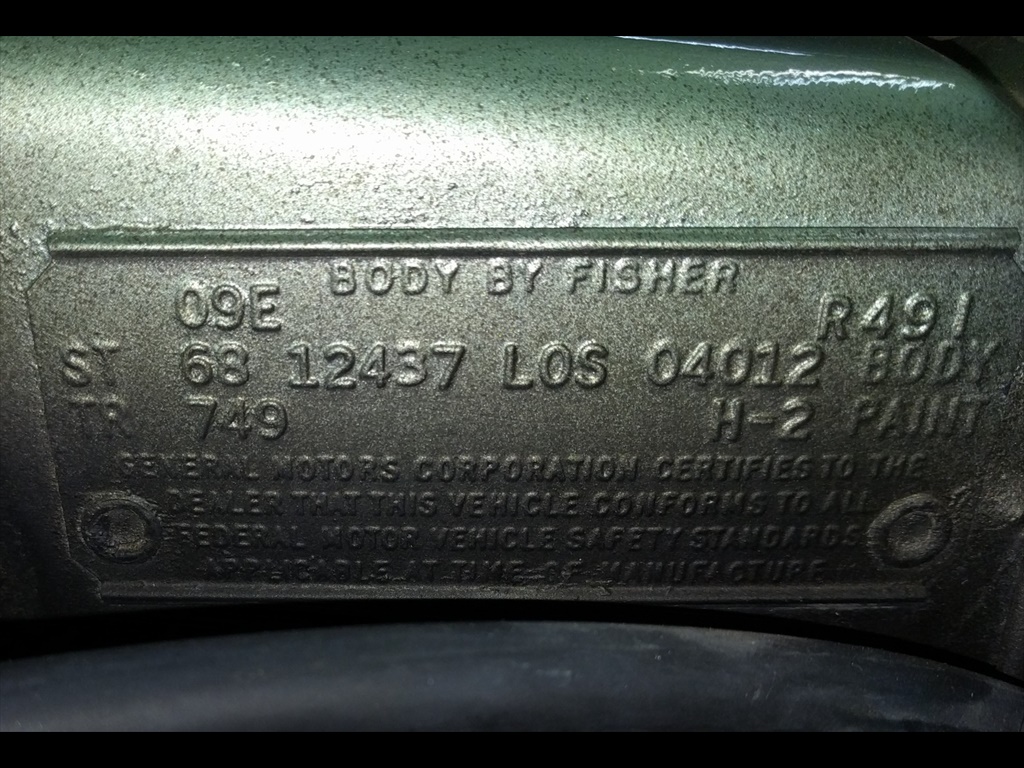 BODY BY FISHER
09E R491
ST 68 12437 LOS 04012 BODY
TR 749 H-2 PAINT
GENERAL MOTORS CORPORATION CERTIFIES TO THE
DEALER THAT THIS VEHICLE CONFORMS TO ALL
FEDERAL MOTOR VEHICLE SAFETY STANDARDS
APPLICABLE AT TIME OF MANUFACTURE